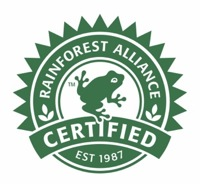 RAINFOREST ALLIANCE
TM
CERTIFIED
EST 1987